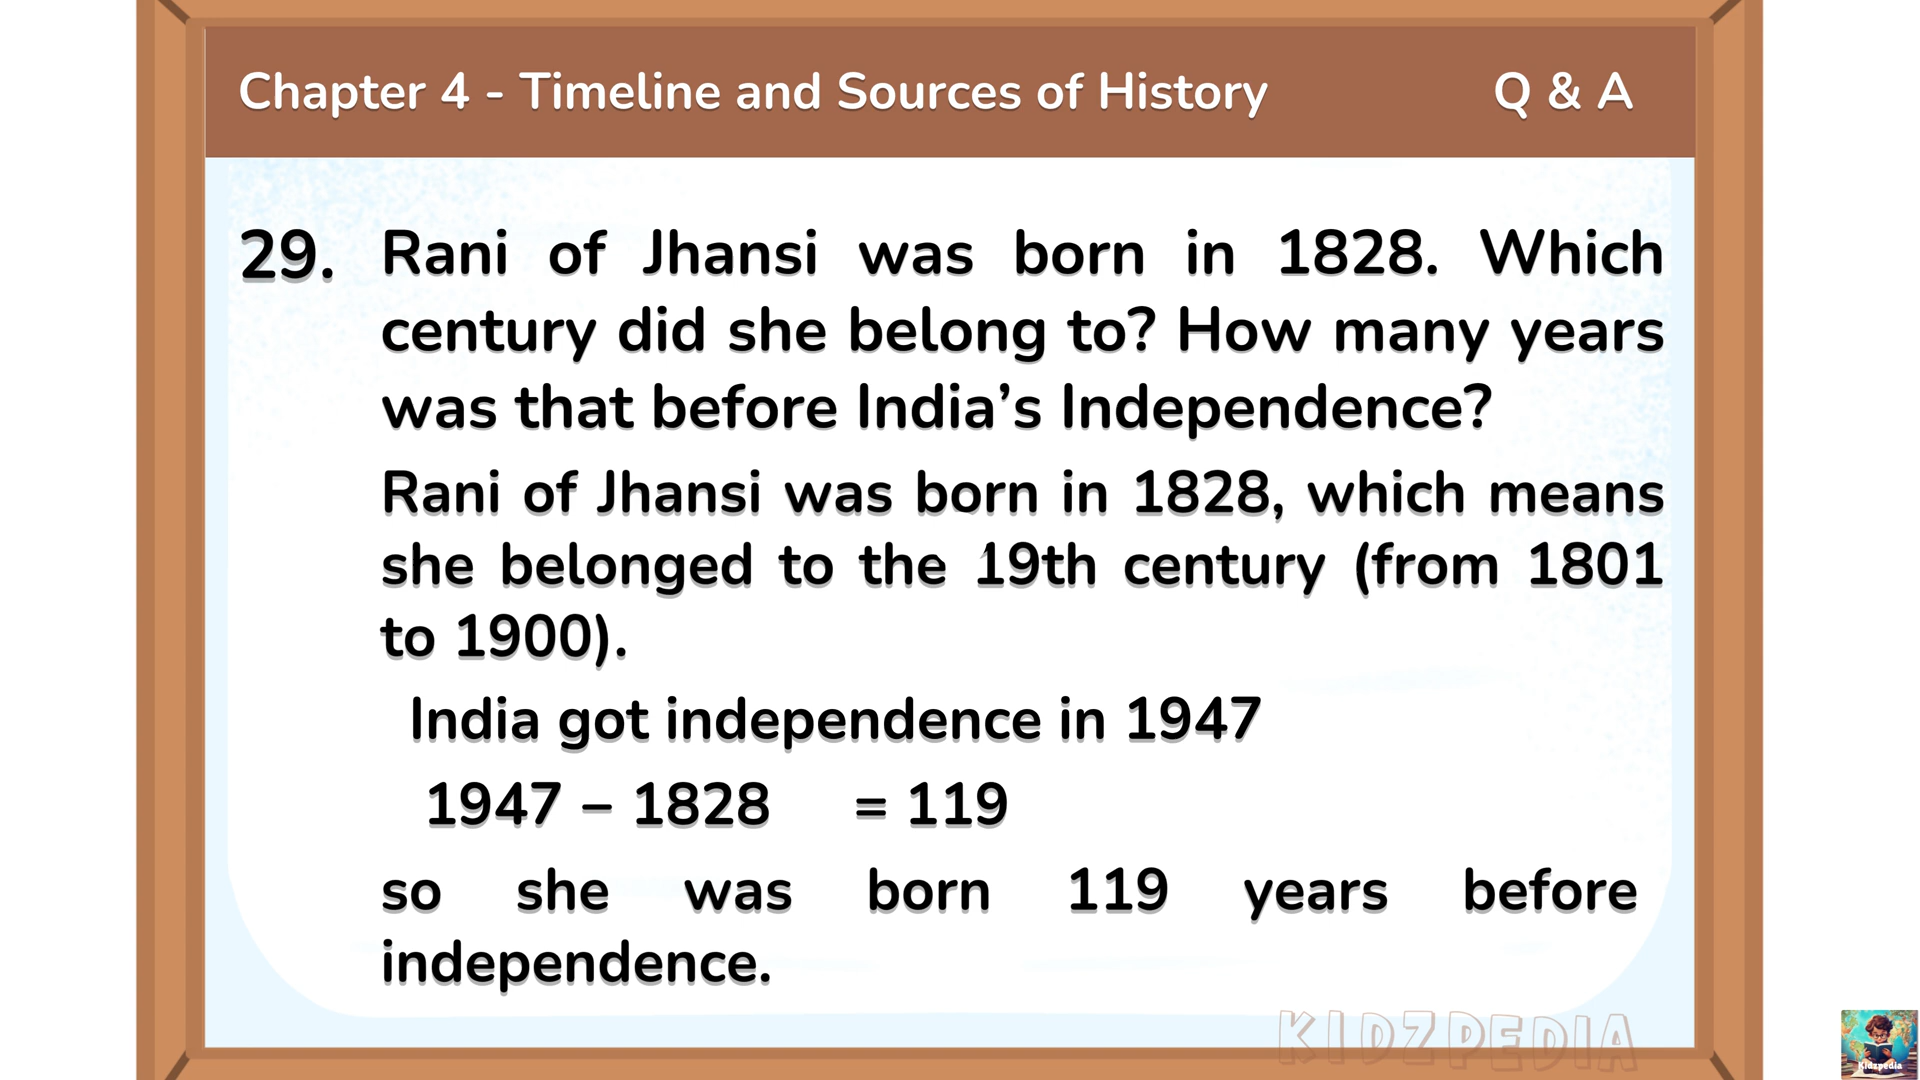 Chapter 4 - Timeline and Sources of History Q & A
29. Rani of Jhansi was born in 1828. Which
century did she belong to? How many years
was that before India’s Independence?
Rani of Jhansi was born in 1828, which means
she belonged to the 19th century (from 1801
to 1900).
India got independence in 1947
1947 – 1828 = 119
so she was born 119 years before
independence.
KIDZPEDIA
Kidzpedia